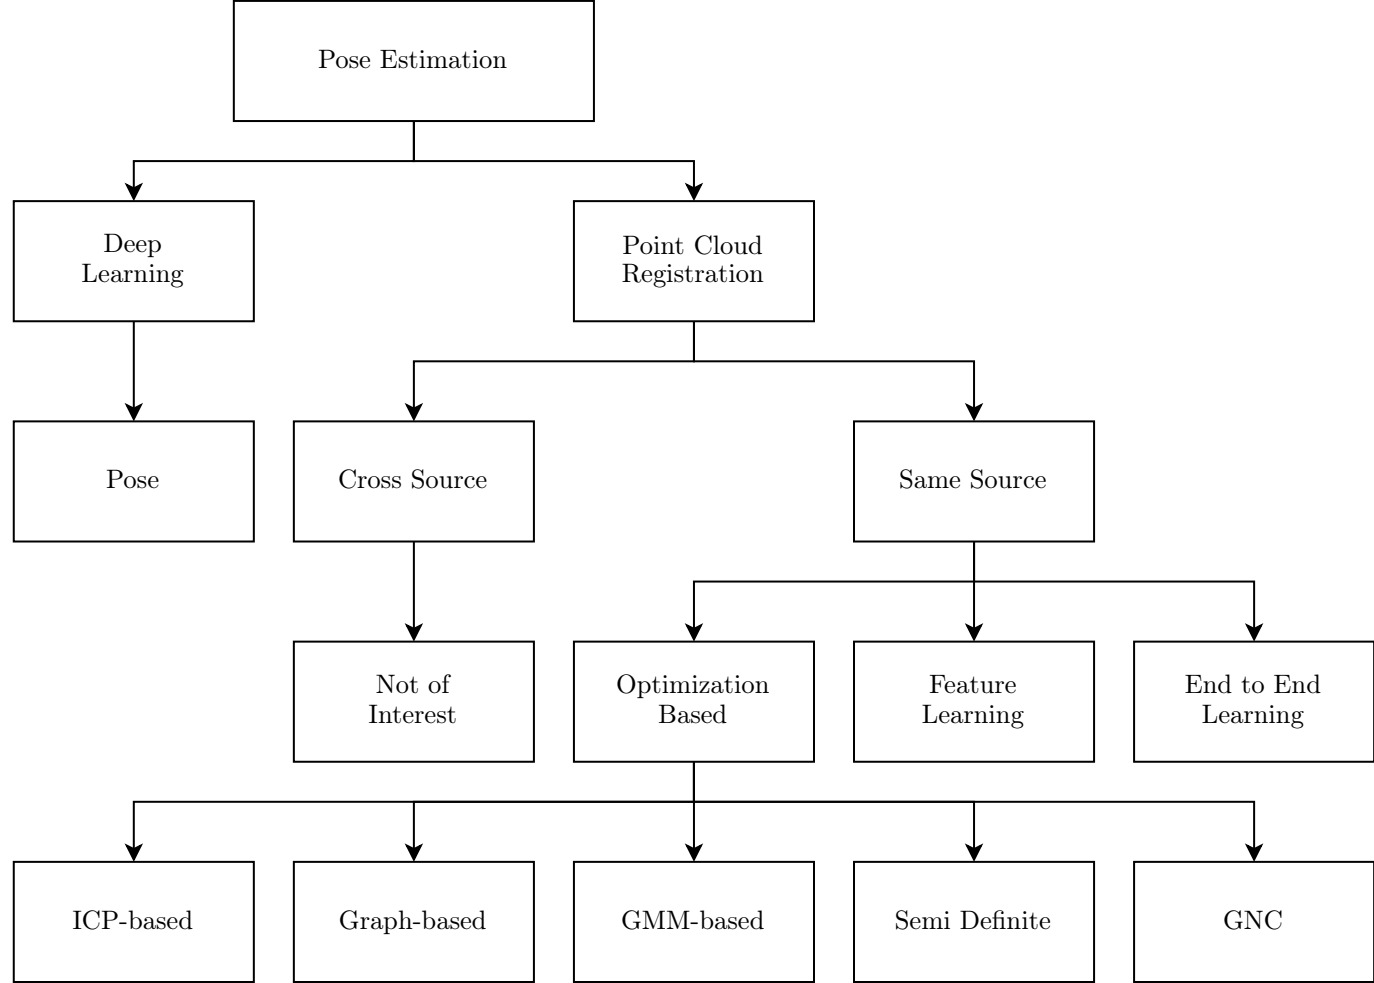 Pose Estimation
Deep
Learning
Point Cloud
Registration
Pose
Cross Source
Same Source
Not of
Interest
Optimization
Based
Feature
Learning
End to End
Learning
ICP-based
Graph-based
GMM-based
Semi Definite
GNC